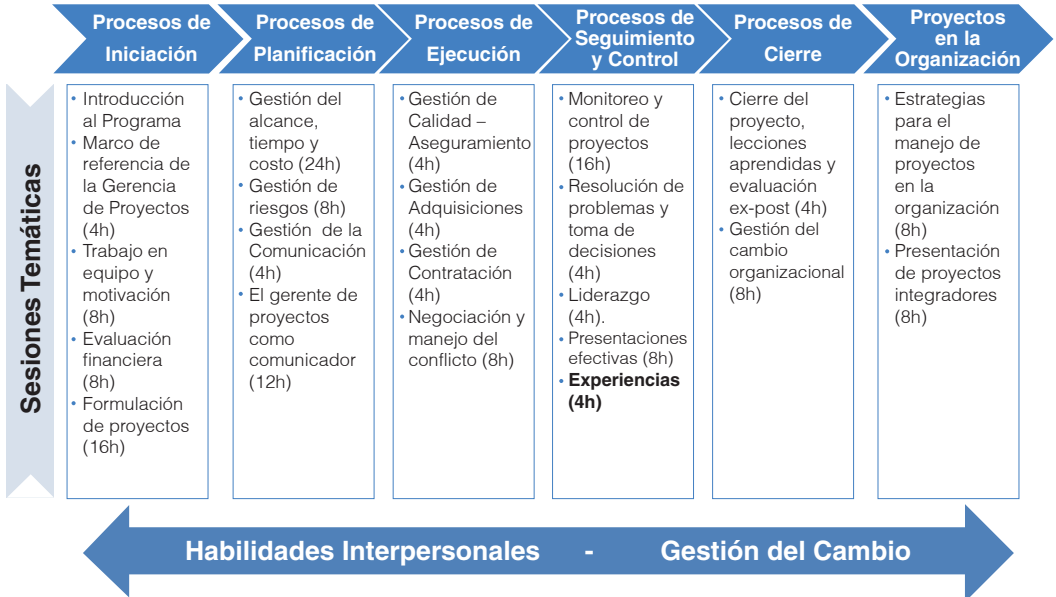 Procesos de
Iniciación
Procesos de
Planificación
Procesos de
Ejecución
Procesos de
Seguimiento
y Control
Procesos de
Cierre
Proyectos
en la
Organización
Sesiones Temáticas
• Introducción
al Programa
• Marco de
referencia de
la Gerencia
de Proyectos
(4h)
• Trabajo en
equipo y
motivación
(8h)
• Evaluación
financiera
(8h)
• Formulación
de proyectos
(16h)
• Gestión del
alcance,
tiempo y
costo (24h)
• Gestión de
riesgos (8h)
• Gestión de la
Comunicación
(4h)
• El gerente de
proyectos
como
comunicador
(12h)
• Gestión de
Calidad –
Aseguramiento
(4h)
• Gestión de
Adquisiciones
(4h)
• Gestión de
Contratación
(4h)
• Negociación y
manejo del
conflicto (8h)
• Monitoreo y
control de
proyectos
(16h)
• Resolución de
problemas y
toma de
decisiones
(4h)
• Liderazgo
(4h).
• Presentaciones
efectivas (8h)
• Experiencias
(4h)
• Cierre del
proyecto,
lecciones
aprendidas y
evaluación
ex-post (4h)
• Gestión del
cambio
organizacional
(8h)
• Estrategias
para el
manejo de
proyectos
en la
organización
(8h)
• Presentación
de proyectos
integradores
(8h)
Habilidades Interpersonales - Gestión del Cambio